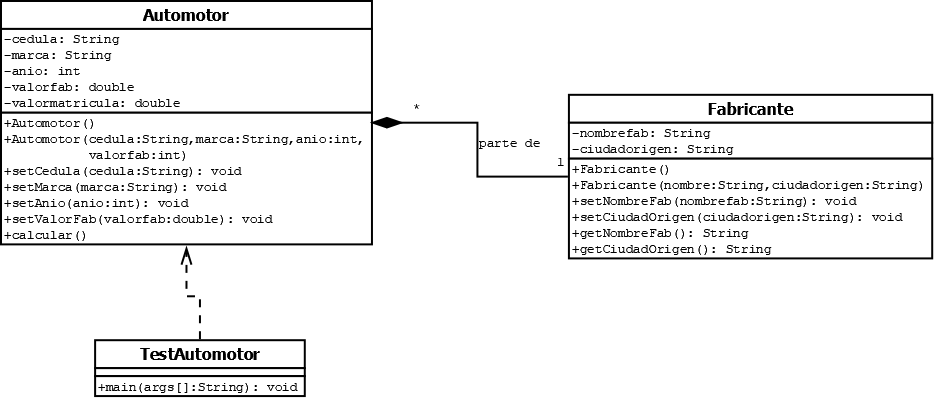 Automotor
-cedula: String
-marca: String
-anio: int
-valorfab: double
-valormatricula: double
+Automotor()
+Automotor(cedula:String,marca:String,anio:int,
valorfab:int)
+setCedula(cedula:String): void
+setMarca(marca:String): void
+setAnio(anio:int): void
+setValorFab(valorfab:double): void
+calcular()
*
parte de
1
Fabricante
-nombrefab: String
-ciudadorigen: String
+Fabricante()
+Fabricante(nombre:String,ciudadorigen:String)
+setNombreFab(nombrefab:String): void
+setCiudadOrigen(ciudadorigen:String): void
+getNombreFab(): String
+getCiudadOrigen(): String
TestAutomotor
+main(args[]:String): void